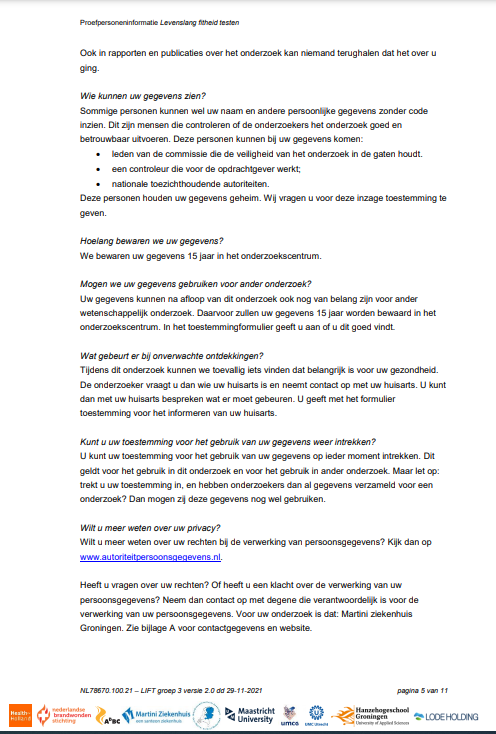 Proefpersoneninformatie Levenslang fitheid testen
Ook in rapporten en publicaties over het onderzoek kan niemand terughalen dat het over u
ging.
Wie kunnen uw gegevens zien?
Sommige personen kunnen wel uw naam en andere persoonlijke gegevens zonder code
inzien. Dit zijn mensen die controleren of de onderzoekers het onderzoek goed en
betrouwbaar uitvoeren. Deze personen kunnen bij uw gegevens komen:
• leden van de commissie die de veiligheid van het onderzoek in de gaten houdt.
• een controleur die voor de opdrachtgever werkt;
• nationale toezichthoudende autoriteiten.
Deze personen houden uw gegevens geheim. Wij vragen u voor deze inzage toestemming te
geven.
Hoelang bewaren we uw gegevens?
We bewaren uw gegevens 15 jaar in het onderzoekscentrum.
Mogen we uw gegevens gebruiken voor ander onderzoek?
Uw gegevens kunnen na afloop van dit onderzoek ook nog van belang zijn voor ander
wetenschappelijk onderzoek. Daarvoor zullen uw gegevens 15 jaar worden bewaard in het
onderzoekscentrum. In het toestemmingformulier geeft u aan of u dit goed vindt.
Wat gebeurt er bij onverwachte ontdekkingen?
Tijdens dit onderzoek kunnen we toevallig iets vinden dat belangrijk is voor uw gezondheid.
De onderzoeker vraagt u dan wie uw huisarts is en neemt contact op met uw huisarts. U kunt
dan met uw huisarts bespreken wat er moet gebeuren. U geeft met het formulier
toestemming voor het informeren van uw huisarts.
Kunt u uw toestemming voor het gebruik van uw gegevens weer intrekken?
U kunt uw toestemming voor het gebruik van uw gegevens op ieder moment intrekken. Dit
geldt voor het gebruik in dit onderzoek en voor het gebruik in ander onderzoek. Maar let op:
trekt u uw toestemming in, en hebben onderzoekers dan al gegevens verzameld voor een
onderzoek? Dan mogen zij deze gegevens nog wel gebruiken.
Wilt u meer weten over uw privacy?
Wilt u meer weten over uw rechten bij de verwerking van persoonsgegevens? Kijk dan op
www.autoriteitpersoonsgegevens.nl.
Heeft u vragen over uw rechten? Of heeft u een klacht over de verwerking van uw
persoonsgegevens? Neem dan contact op met degene die verantwoordelijk is voor de
verwerking van uw persoonsgegevens. Voor uw onderzoek is dat: Martini ziekenhuis
Groningen. Zie bijlage A voor contactgegevens en website.
NL78670.100.21 – LIFT groep 3 versie 2.0 dd 29-11-2021 pagina 5 van 11
Health~Holland
nederlandse
brandwonden
stichting
ABC
Martini Ziekenhuis
een santeon ziekenhuis
Maastricht
University
umcg
UMC Utrecht
Hanzehogeschool
Groningen
University of Applied Sciences
LODE HOLDING